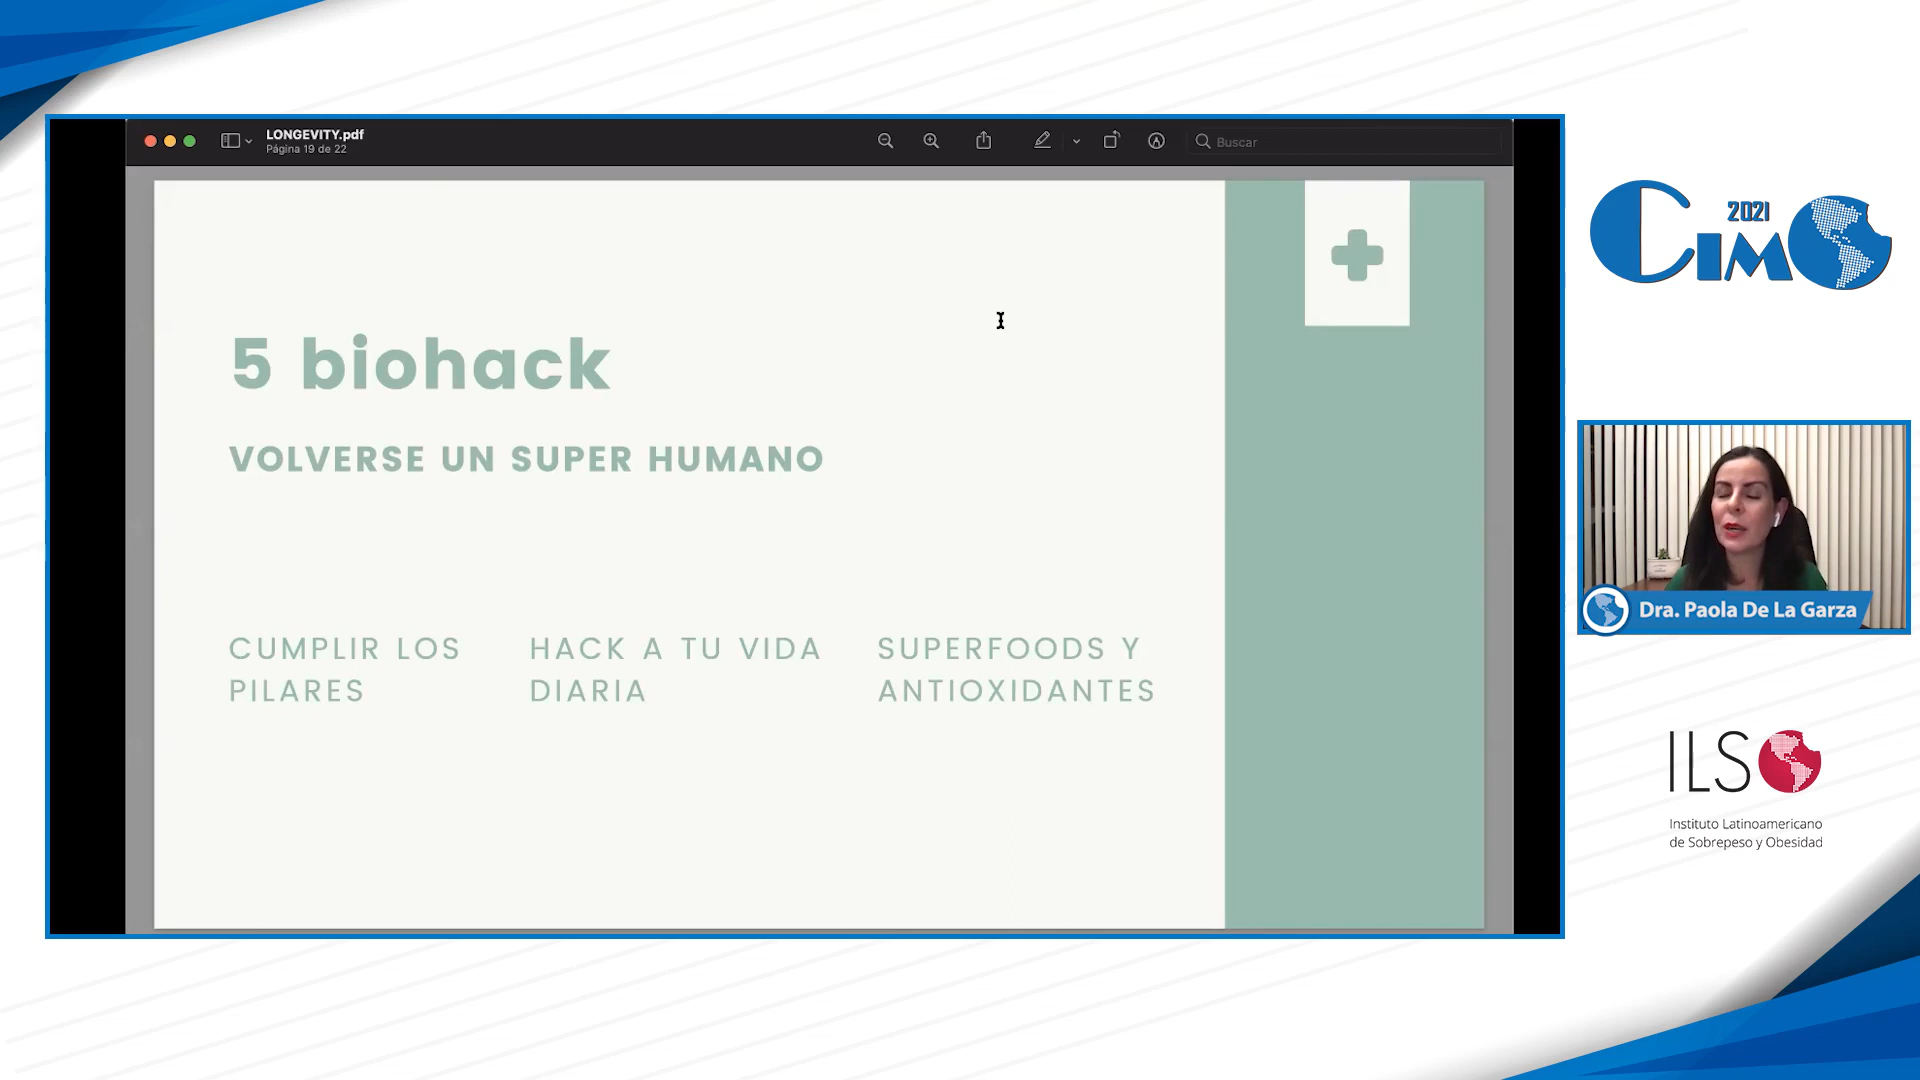 LONGEVITY.pdf
Página 19 de 22
Buscar
5 biohack
VOLVERSE UN SUPER HUMANO
CUMPLIR LOS
PILARES
HACK A TU VIDA
DIARIA
SUPERFOODS Y
ANTIOXIDANTES
2021
CIMO
Dra. Paola De La Garza
ILSO
Instituto Latinoamericano
de Sobrepeso y Obesidad